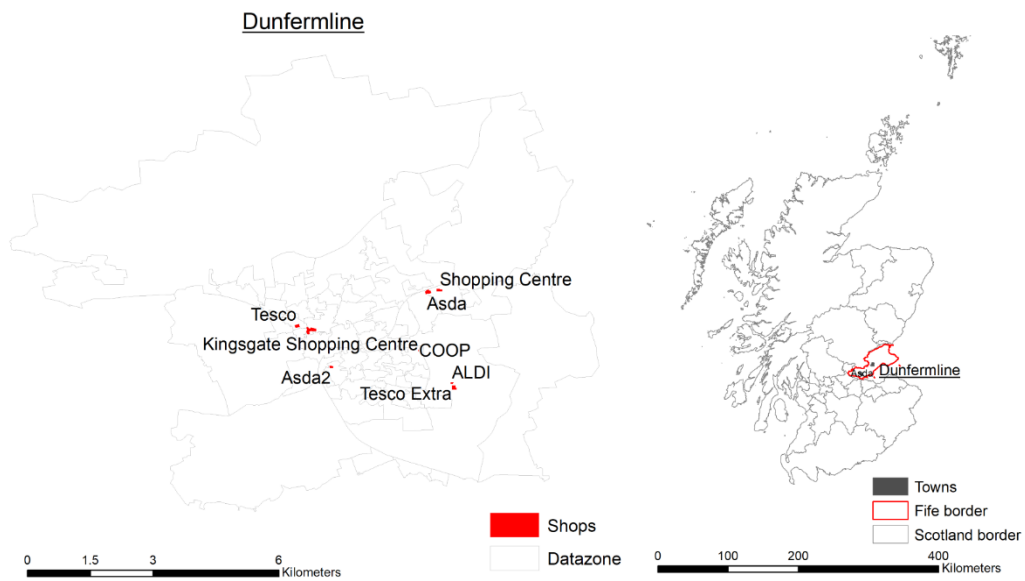 Dunfermline
Shopping Centre
Asda
Tesco
Kingsgate Shopping Centre
COOP
Asda2
ALDI
Tesco Extra
Shops
Datazone
0 1.5 3 6
Kilometers
Asda
Dunfermline
Towns
Fife border
Scotland border
0 100 200 400
Kilometers